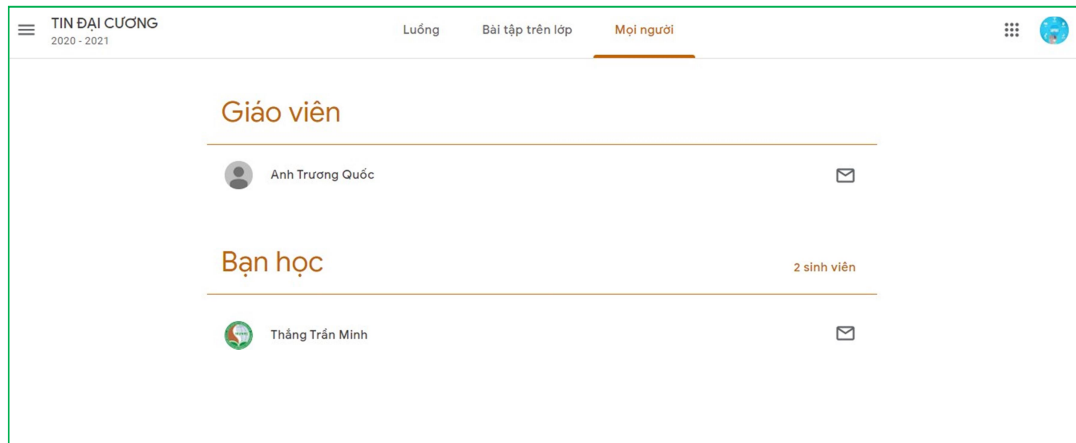 TIN ĐẠI CƯƠNG
2020 - 2021
Luồng
Bài tập trên lớp
Mọi người
Giáo viên
Anh Trương Quốc
Bạn học
2 sinh viên
Thắng Trần Minh